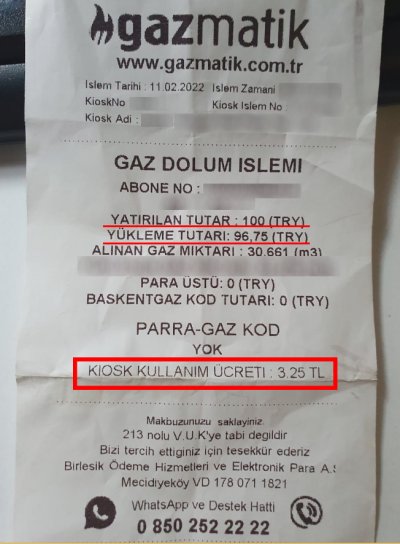 gazmatik
www.gazmatik.com.tr
Islem Tarihi : 11.02.2022 Islem Zamani
KioskNo Kiosk Islem No
Kiosk Adi :
GAZ DOLUM ISLEMI
ABONE NO :
YATIRILAN TUTAR : 100 (TRY)
YÜKLEME TUTARI: 96,75 (TRY)
ALINAN GAZ MIKTARI : 30.661 (m3)
PARA ÜSTÜ: 0 (TRY)
BASKENTGAZ KOD TUTARI: 0 (TRY)
PARRA-GAZ KOD
YOK
KIOSK KULLANIM ÜCRETI : 3.25 TL
Makbuzunuzu saklayiniz.
213 nolu V.U.K'ye tabi degildir
Bizi tercih ettiginiz için tesekkür ederiz
Birlesik Ödeme Hizmetleri ve Elektronik Para A.S
Mecidiyeköy VD 178 071 1821
WhatsApp ve Destek Hatti
0 850 252 22 22